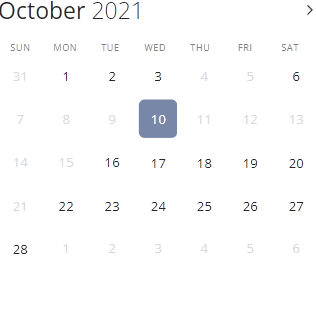 October 2021
SUN MON TUE WED THU FRI SAT
31 1 2 3 4 5 6
7 8 9 10 11 12 13
14 15 16 17 18 19 20
21 22 23 24 25 26 27
28 1 2 3 4 5 6